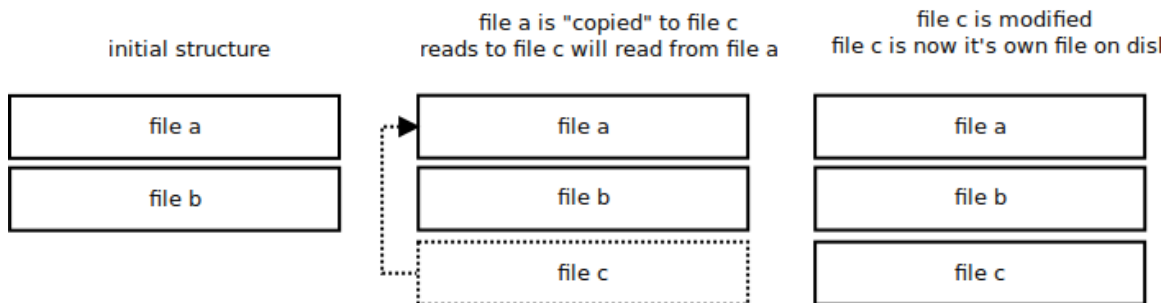 initial structure
file a
file b
file a is "copied" to file c
reads to file c will read from file a
file a
file b
file c
file c is modified
file c is now it's own file on disk
file a
file b
file c